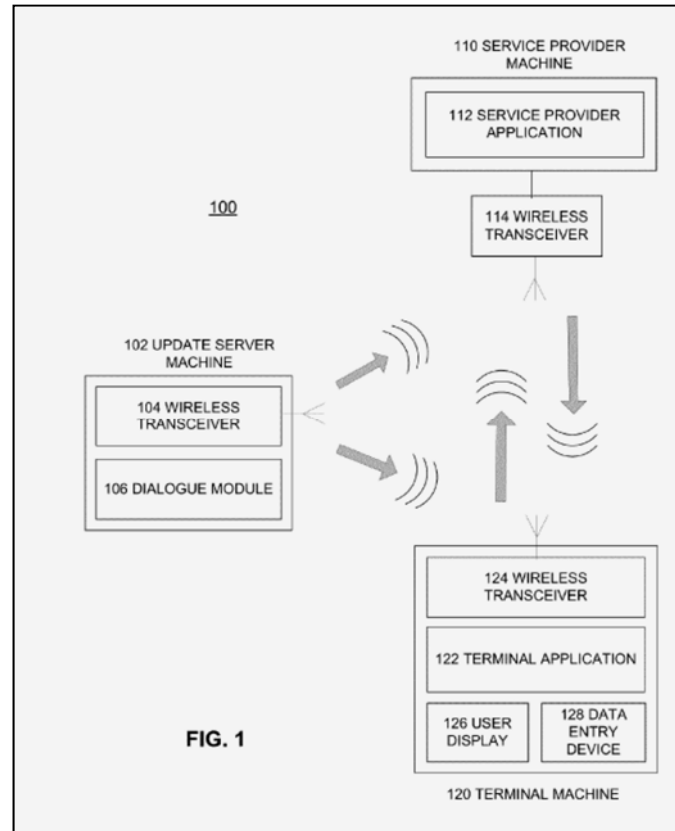 110 SERVICE PROVIDER
MACHINE
112 SERVICE PROVIDER
APPLICATION
100
114 WIRELESS
TRANSCEIVER
102 UPDATE SERVER
MACHINE
104 WIRELESS
TRANSCEIVER
106 DIALOGUE MODULE
124 WIRELESS
TRANSCEIVER
122 TERMINAL APPLICATION
126 USER
DISPLAY
128 DATA
ENTRY
DEVICE
FIG. 1
120 TERMINAL MACHINE